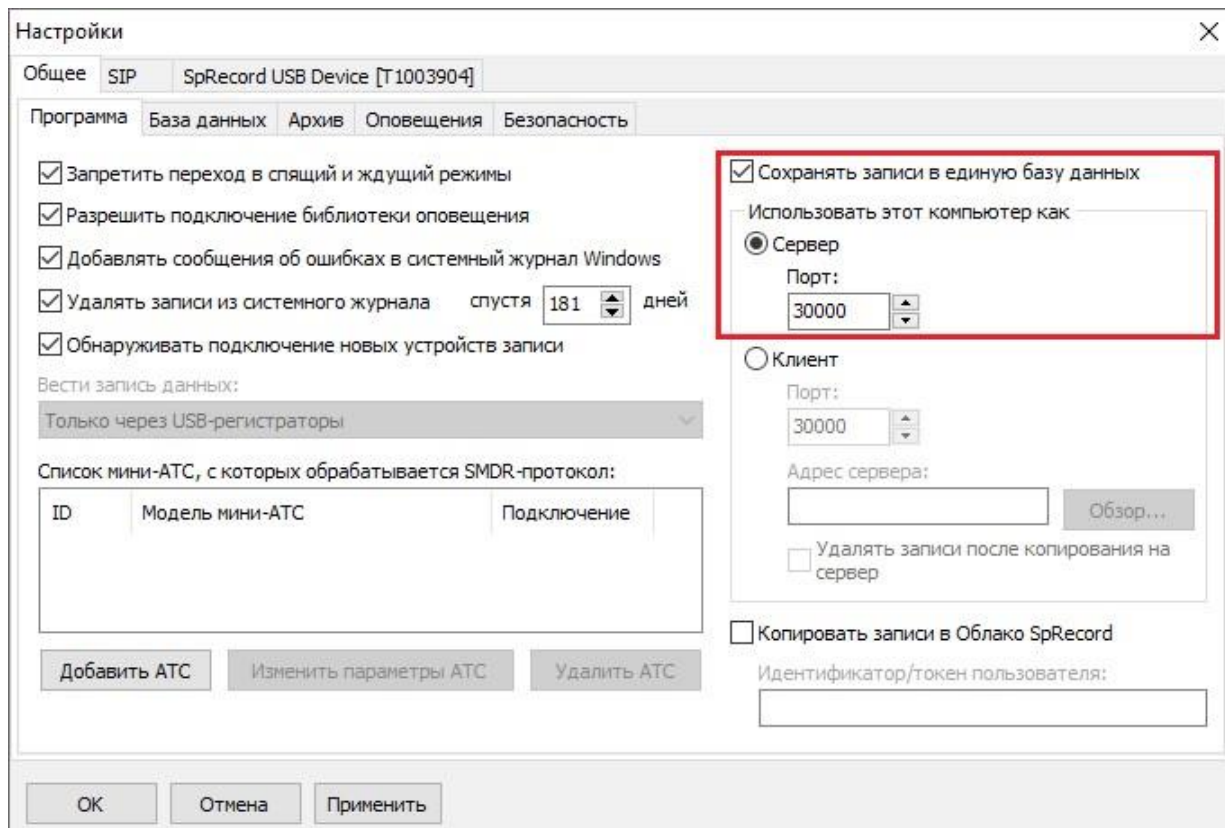 Настройки
Общее SIP SpRecord USB Device [T1003904]
Программа База данных Архив Оповещения Безопасность
Запретить переход в спящий и ждущий режимы
Разрешить подключение библиотеки оповещения
Добавлять сообщения об ошибках в системный журнал Windows
Удалять записи из системного журнала спустя 181 дней
Обнаруживать подключение новых устройств записи
Вести запись данных:
Только через USB-регистраторы
Список мини-АТС, с которых обрабатывается SMDR-протокол:
ID Модель мини-АТС Подключение
Добавить АТС Изменить параметры АТС Удалить АТС
Сохранять записи в единую базу данных
Использовать этот компьютер как
Сервер
Порт:
30000
Клиент
Порт:
30000
Адрес сервера:
Обзор...
Удалять записи после копирования на
сервер
Копировать записи в Облако SpRecord
Идентификатор/токен пользователя:
OK Отмена Применить